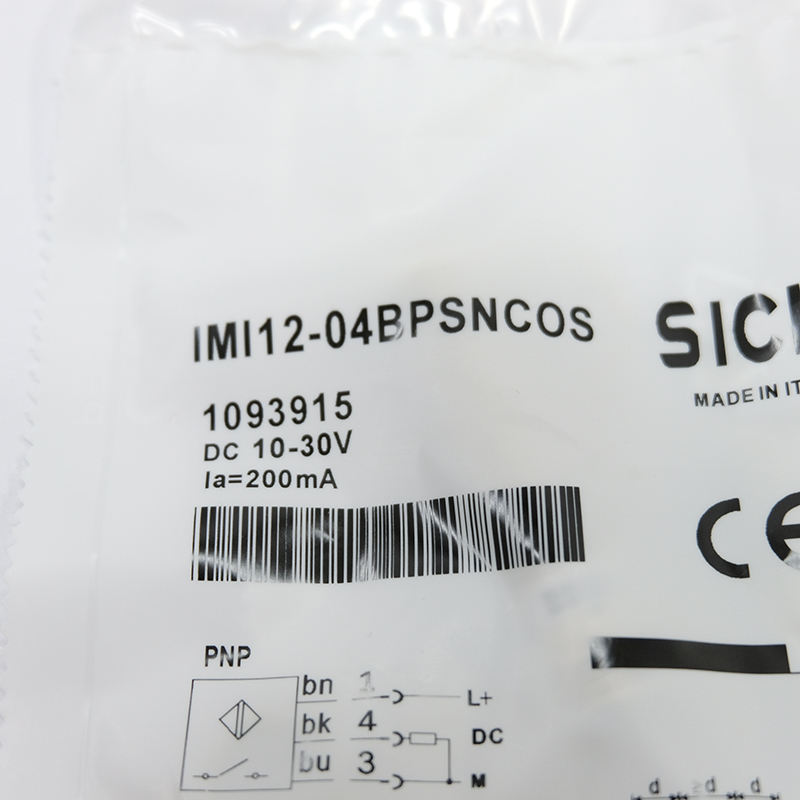 IMI12-04BPSNC0S
1093915
DC 10-30V
Ia=200mA
SICK
MADE IN IT
CE
PNP
bn 1 L+
bk 4 DC
bu 3 M
d d d